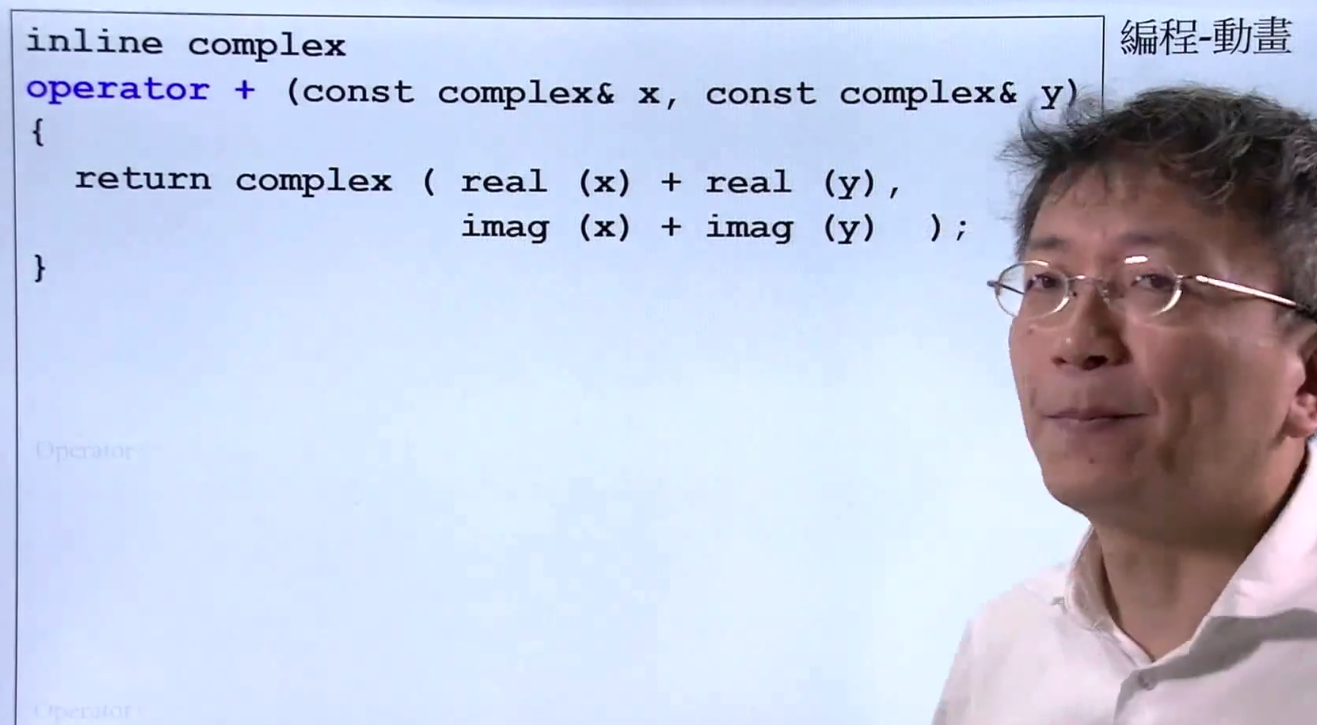 inline complex
operator + (const complex& x, const complex& y)
{
return complex ( real (x) + real (y),
imag (x) + imag (y) );
}
編程-動畫
Operator
Operator